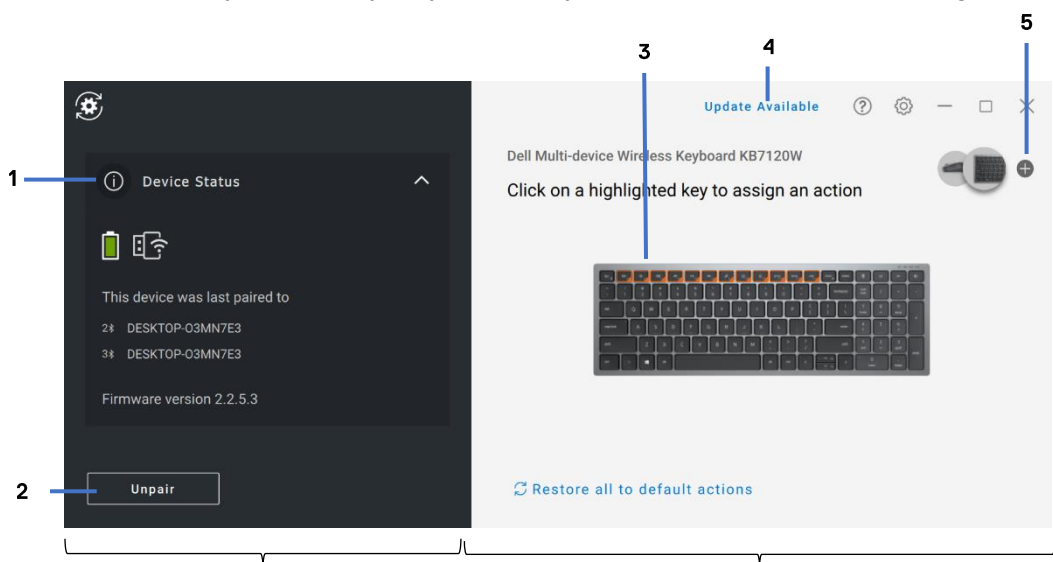 5
3
4
Update Available
1
Device Status
Dell Multi-device Wireless Keyboard KB7120W
Click on a highlighted key to assign an action
This device was last paired to
2 DESKTOP-O3MN7E3
3 DESKTOP-O3MN7E3
Firmware version 2.2.5.3
2
Unpair
Restore all to default actions